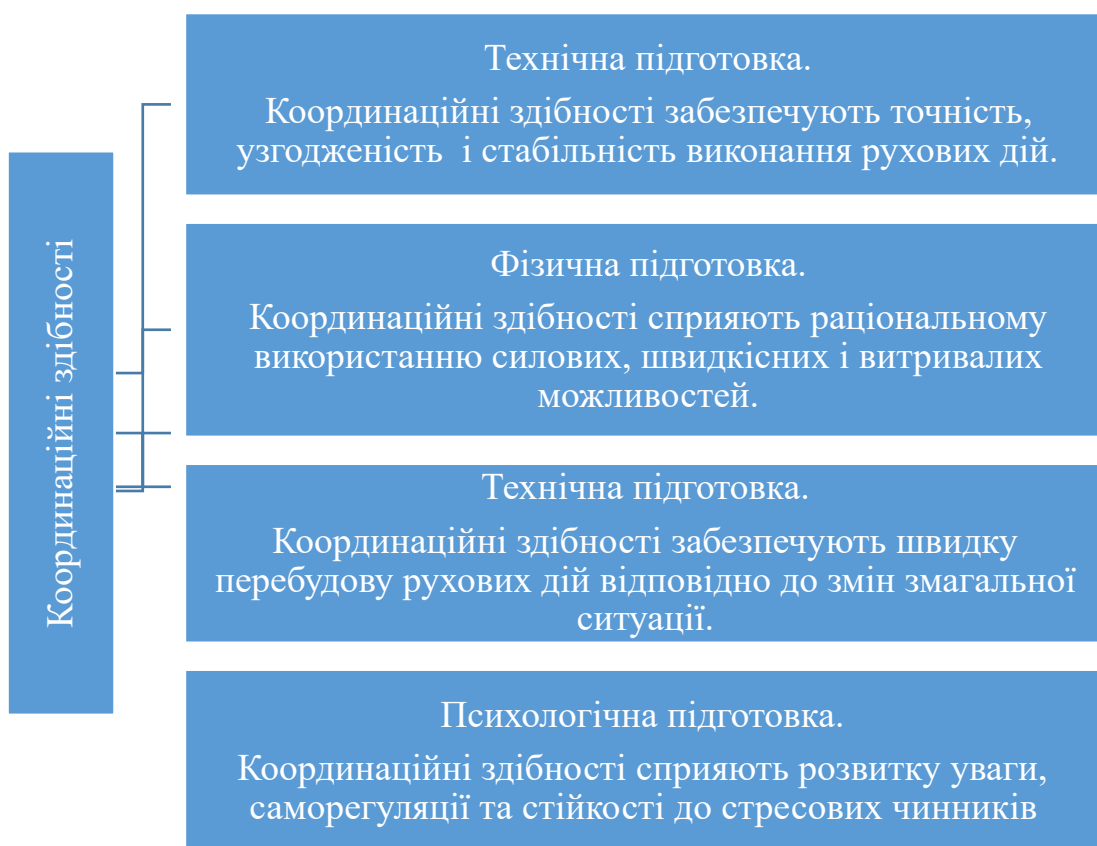 Координаційні здібності
Технічна підготовка.
Координаційні здібності забезпечують точність,
узгодженість і стабільність виконання рухових дій.
Фізична підготовка.
Координаційні здібності сприяють раціональному
використанню силових, швидкісних і витривалих
можливостей.
Технічна підготовка.
Координаційні здібності забезпечують швидку
перебудову рухових дій відповідно до змін змагальної
ситуації.
Психологічна підготовка.
Координаційні здібності сприяють розвитку уваги,
саморегуляції та стійкості до стресових чинників